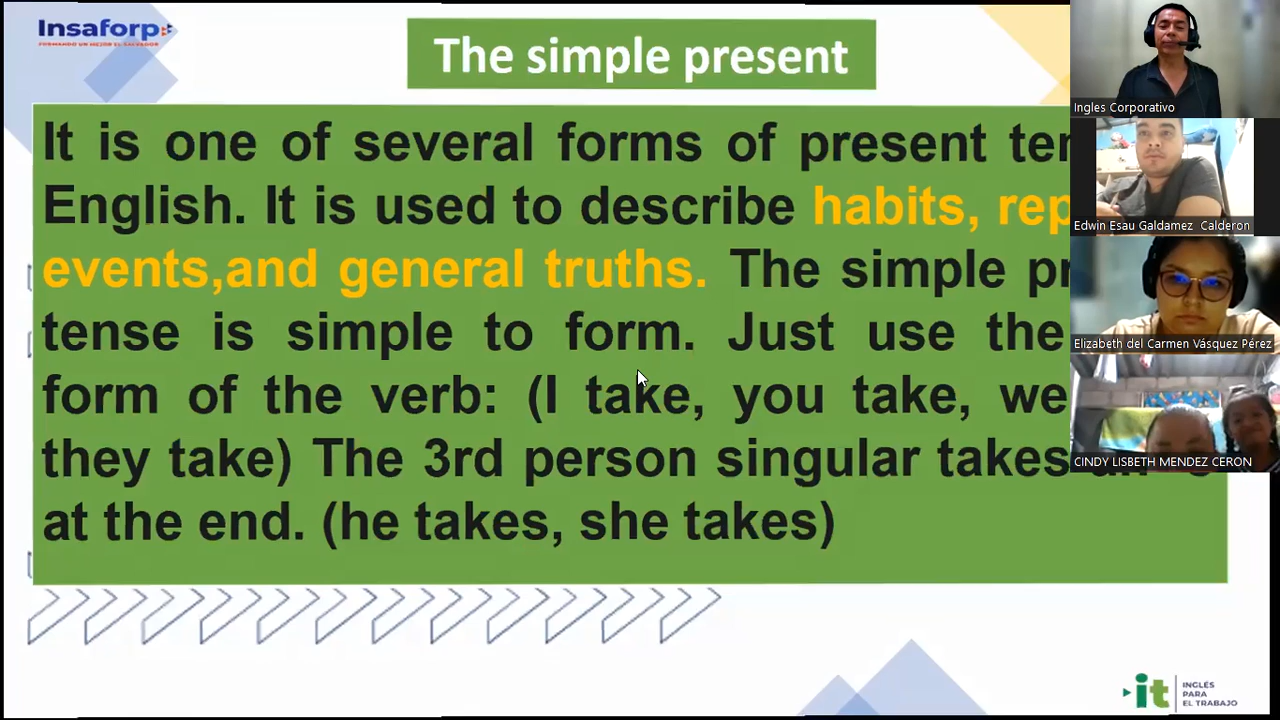 Insaforp
FORMANDO UN MEJOR EL SALVADOR
The simple present
It is one of several forms of present
English. It is used to describe habits,
events,and general truths. The simple
tense is simple to form. Just use the
form of the verb: (I take, you take, we
they take) The 3rd person singular takes
at the end. (he takes, she takes)
Ingles Corporativo
Edwin Esau Galdamez Calderon
Elizabeth del Carmen Vásquez Pérez
CINDY LISBETH MENDEZ CERON
it
INGLÉS
PARA
EL TRABAJO